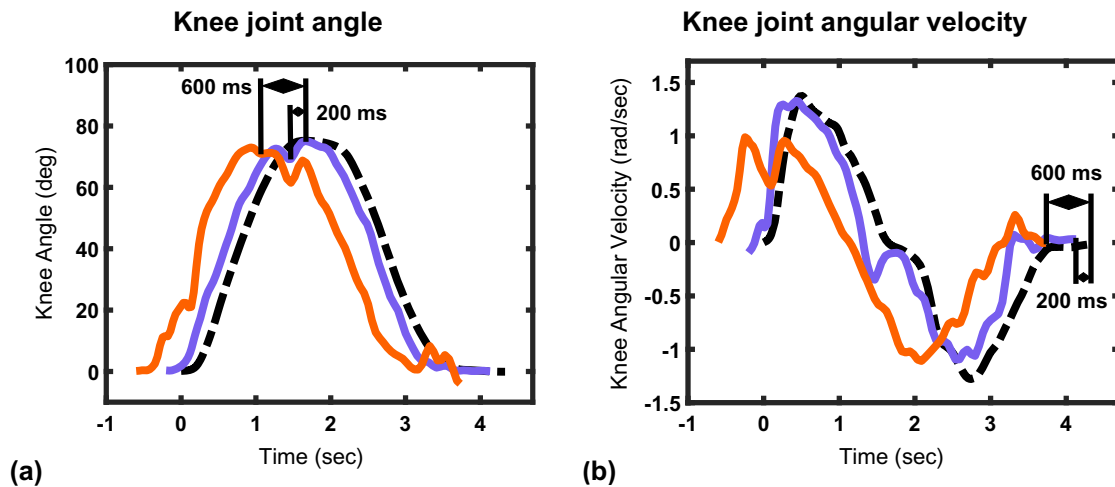 Knee joint angle
100
80
60
40
20
0
Knee Angle (deg)
600 ms
200 ms
-1
0
1
2
3
4
Time (sec)
(a)
Knee joint angular velocity
1.5
1
0.5
0
-0.5
-1
-1.5
Knee Angular Velocity (rad/sec)
600 ms
200 ms
-1
0
1
2
3
4
Time (sec)
(b)